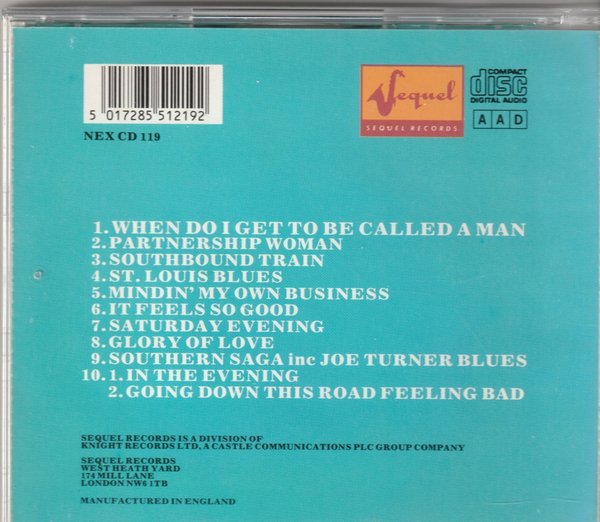 5 017285 512192
NEX CD 119
Sequel
SEQUEL RECORDS
COMPACT
disc
DIGITAL AUDIO
A A D
1. WHEN DO I GET TO BE CALLED A MAN
2. PARTNERSHIP WOMAN
3. SOUTHBOUND TRAIN
4. ST. LOUIS BLUES
5. MINDIN' MY OWN BUSINESS
6. IT FEELS SO GOOD
7. SATURDAY EVENING
8. GLORY OF LOVE
9. SOUTHERN SAGA inc JOE TURNER BLUES
10. 1. IN THE EVENING
2. GOING DOWN THIS ROAD FEELING BAD
SEQUEL RECORDS IS A DIVISION OF
KNIGHT RECORDS LTD, A CASTLE COMMUNICATIONS PLC GROUP COMPANY
SEQUEL RECORDS
WEST HEATH YARD
174 MILL LANE
LONDON NW6 1TB
MANUFACTURED IN ENGLAND